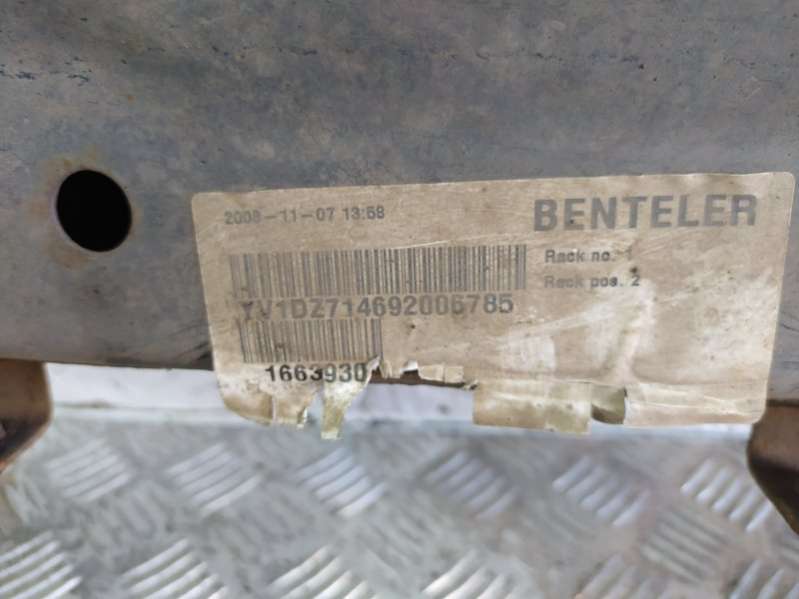 2008-11-07 13:58
BENTELER
Rack no. 1
Rack pos. 2
YV1DZ714692006785
1663930